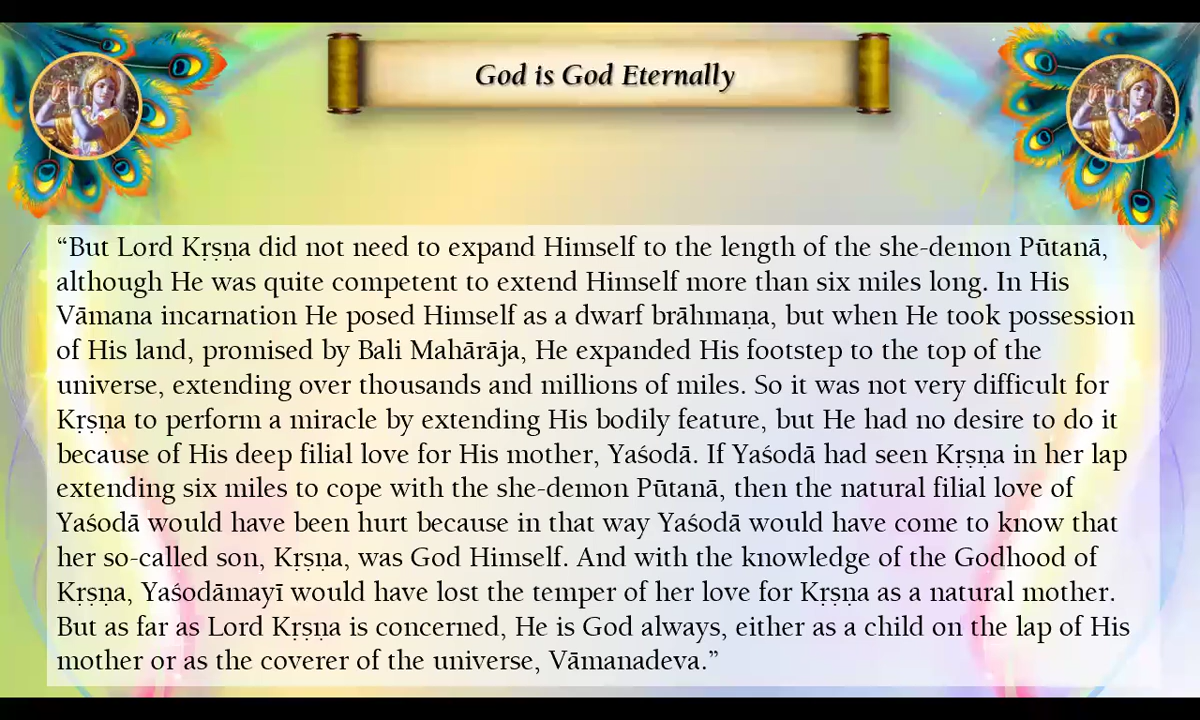 God is God Eternally
“But Lord Kṛṣṇa did not need to expand Himself to the length of the she-demon Pūtanā,
although He was quite competent to extend Himself more than six miles long. In His
Vāmana incarnation He posed Himself as a dwarf brāhmaṇa, but when He took possession
of His land, promised by Bali Mahārāja, He expanded His footstep to the top of the
universe, extending over thousands and millions of miles. So it was not very difficult for
Kṛṣṇa to perform a miracle by extending His bodily feature, but He had no desire to do it
because of His deep filial love for His mother, Yaśodā. If Yaśodā had seen Kṛṣṇa in her lap
extending six miles to cope with the she-demon Pūtanā, then the natural filial love of
Yaśodā would have been hurt because in that way Yaśodā would have come to know that
her so-called son, Kṛṣṇa, was God Himself. And with the knowledge of the Godhood of
Kṛṣṇa, Yaśodāmayī would have lost the temper of her love for Kṛṣṇa as a natural mother.
But as far as Lord Kṛṣṇa is concerned, He is God always, either as a child on the lap of His
mother or as the coverer of the universe, Vāmanadeva.”